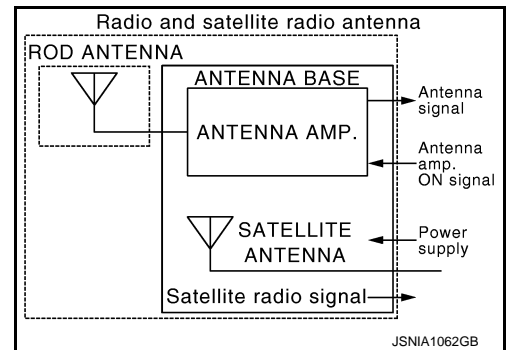 Radio and satellite radio antenna
ROD ANTENNA
ANTENNA BASE
ANTENNA AMP.
Antenna
signal
Antenna
amp.
ON signal
SATELLITE
ANTENNA
Power
supply
Satellite radio signal
JSNIA1062GB